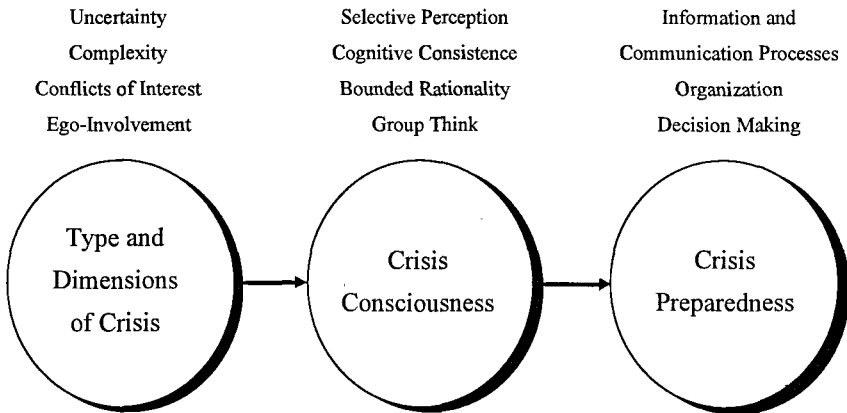 Uncertainty
Complexity
Conflicts of Interest
Ego-Involvement
Selective Perception
Cognitive Consistence
Bounded Rationality
Group Think
Information and
Communication Processes
Organization
Decision Making
Type and
Dimensions
of Crisis
Crisis
Consciousness
Crisis
Preparedness